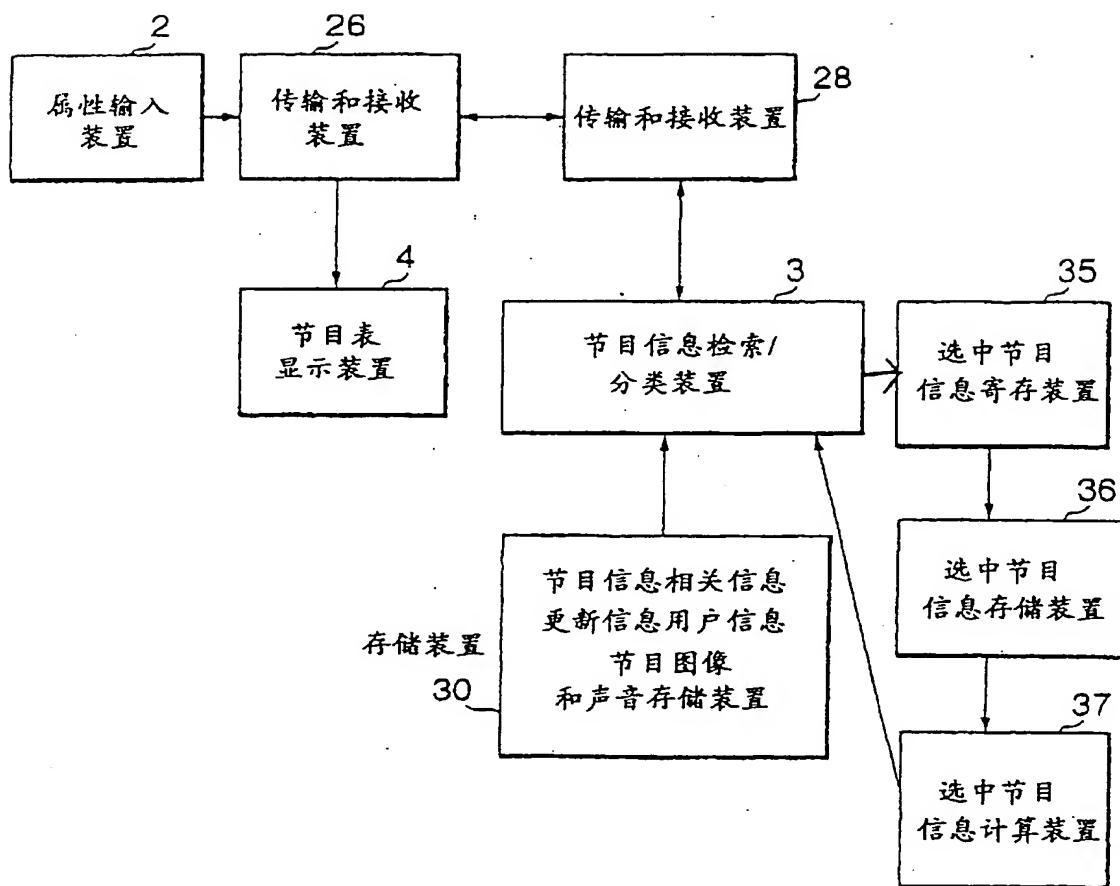 2
属性输入
装置
26
传输和接收
装置
28
传输和接收装置
4
节目表
显示装置
3
节目信息检索/
分类装置
35
选中节目
信息寄存装置
36
选中节目
信息存储装置
37
选中节目
信息计算装置
存储装置
30
节目信息相关信息
更新信息用户信息
节目图像
和声音存储装置